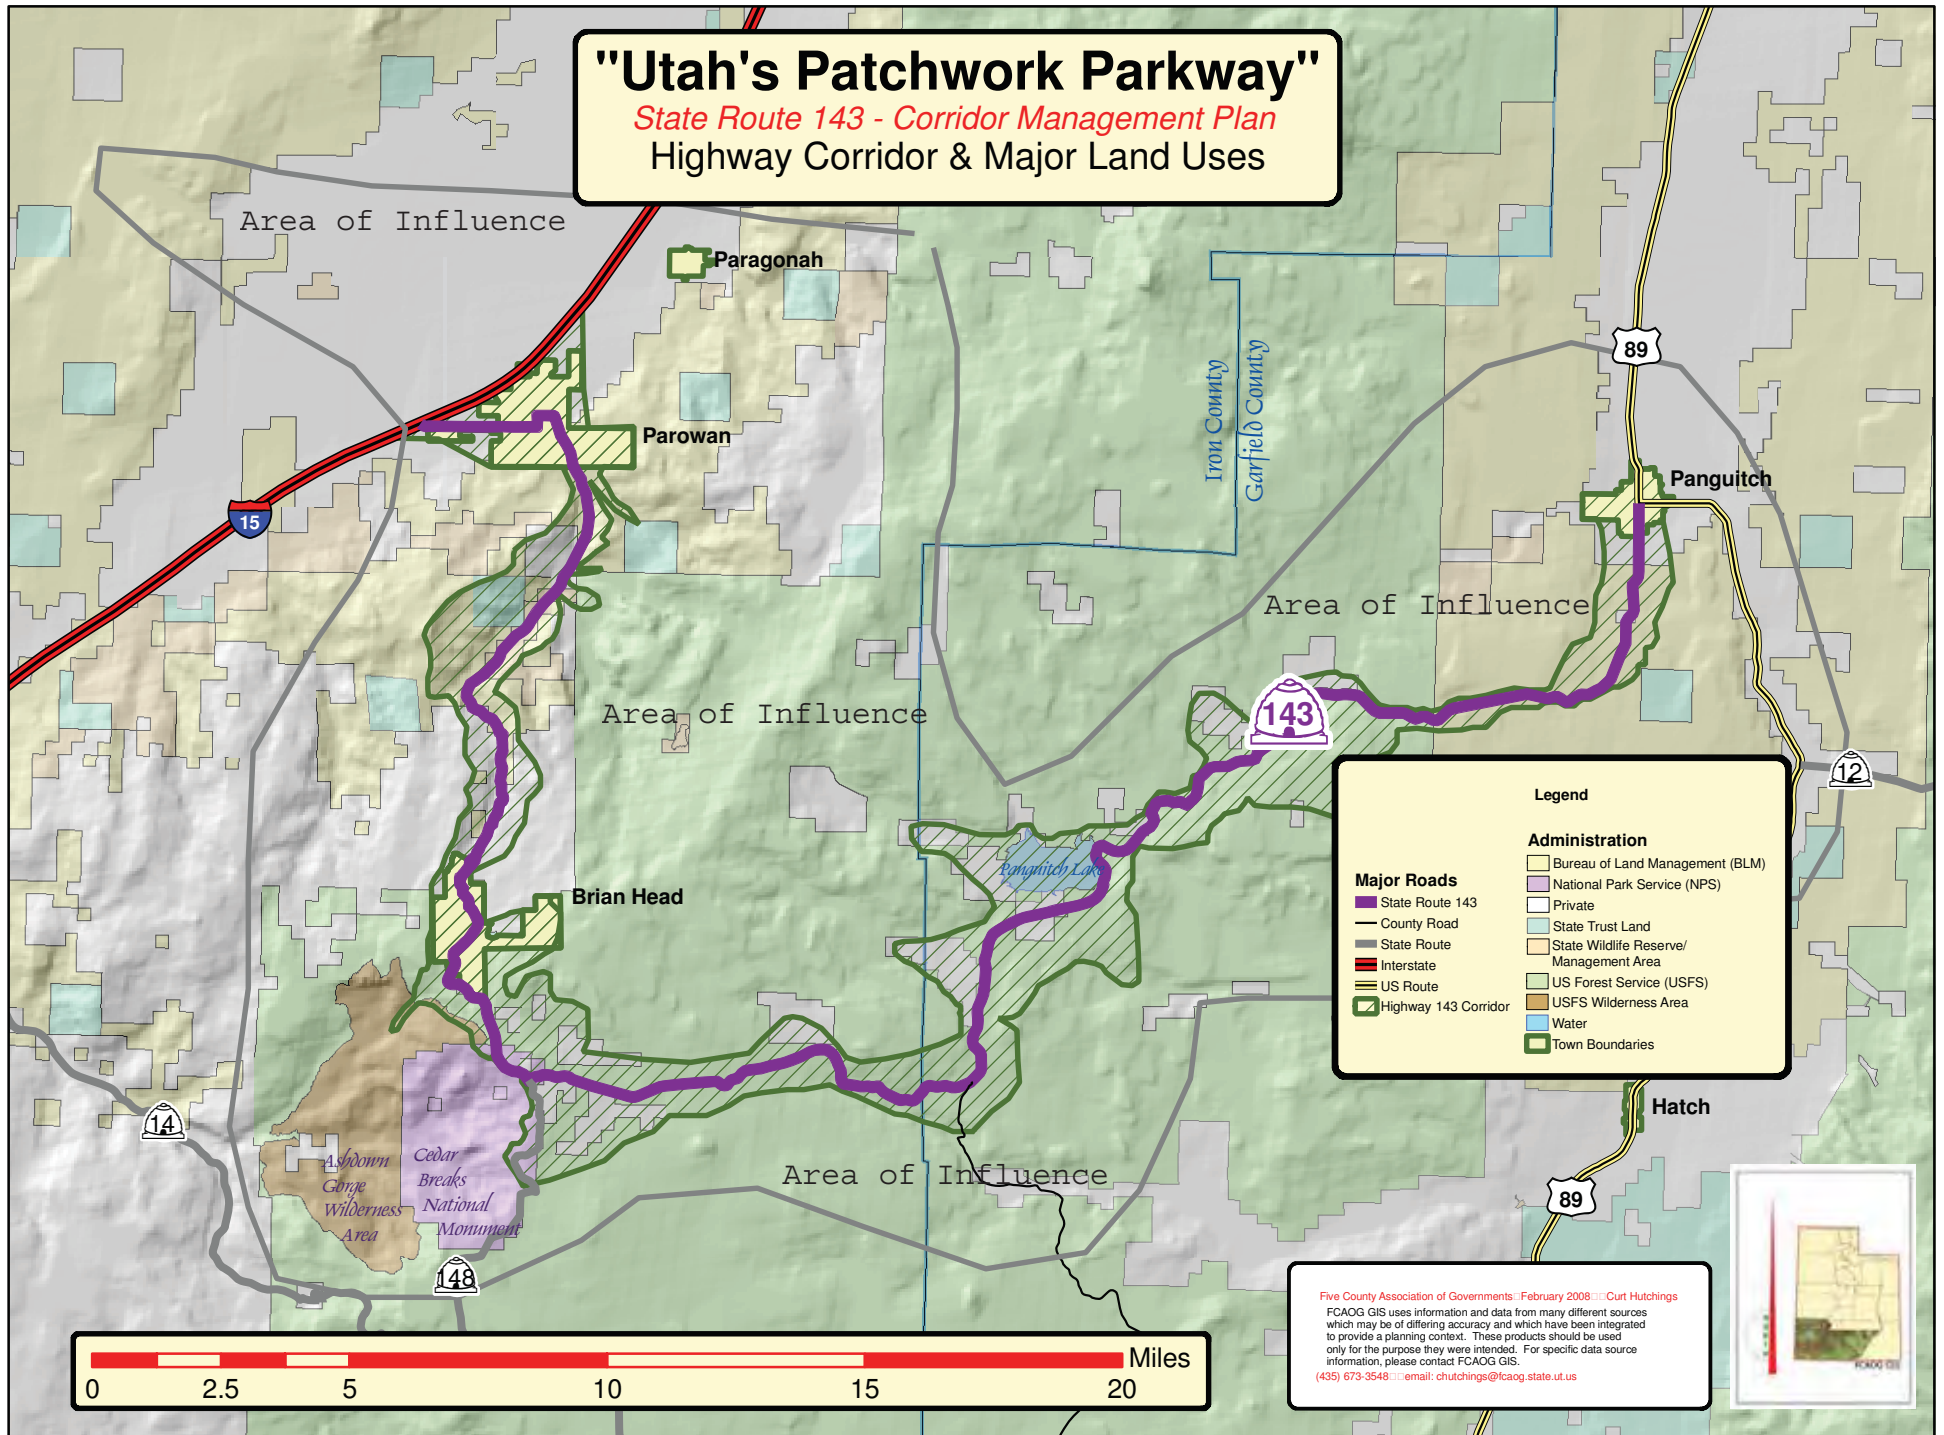 "Utah's Patchwork Parkway"
State Route 143 - Corridor Management Plan
Highway Corridor & Major Land Uses
Area of Influence
Paragonah
89
Iron County
Garfield County
Parowan
Panguitch
15
Area of Influence
Area of Influence
143
12
Panguitch Lake
Brian Head
Legend
Major Roads
State Route 143
County Road
State Route
Interstate
US Route
Highway 143 Corridor
Administration
Bureau of Land Management (BLM)
National Park Service (NPS)
Private
State Trust Land
State Wildlife Reserve/
Management Area
US Forest Service (USFS)
USFS Wilderness Area
Water
Town Boundaries
Hatch
14
Ashdown
Gorge
Wilderness
Area
Cedar
Breaks
National
Monument
Area of Influence
89
148
Five County Association of Governments February 2008 Curt Hutchings
FCAOG GIS uses information and data from many different sources
which may be of differing accuracy and which have been integrated
to provide a planning context. These products should be used
only for the purpose they were intended. For specific data source
information, please contact FCAOG GIS.
(435) 673-3548 email: chutchings@fcaog.state.ut.us
FCAOG GIS
Miles
0 2.5 5 10 15 20